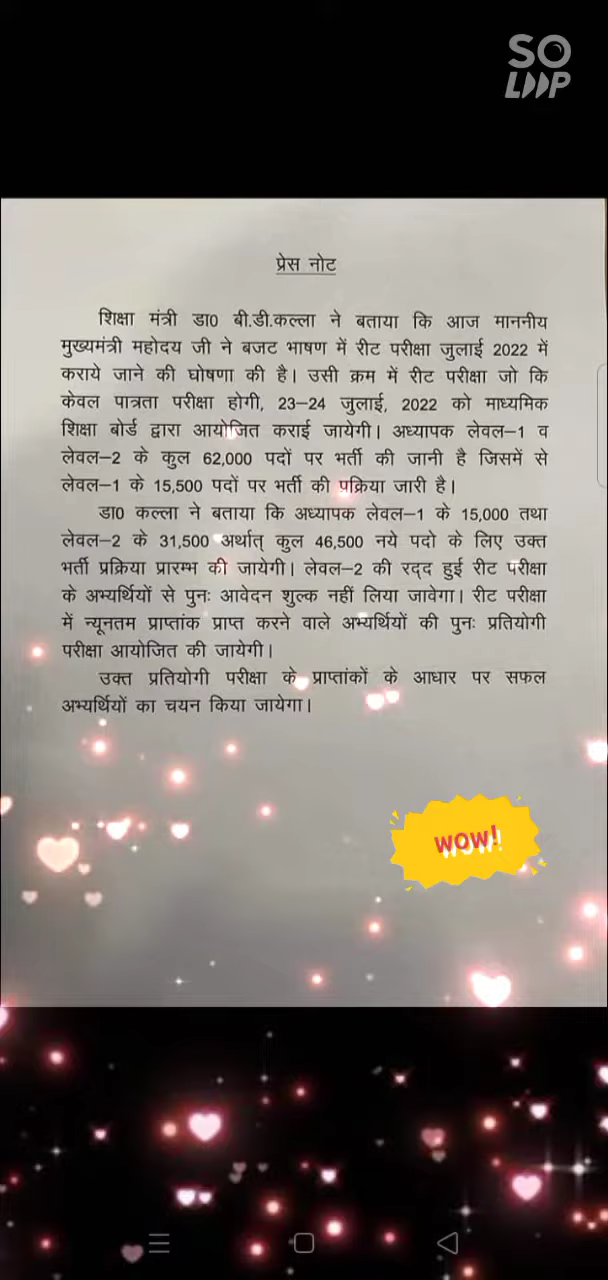 SO
LOOP
प्रेस नोट
शिक्षा मंत्री डा0 बी.डी.कल्ला ने बताया कि आज माननीय
मुख्यमंत्री महोदय जी ने बजट भाषण में रीट परीक्षा जुलाई 2022 में
कराये जाने की घोषणा की है। उसी क्रम में रीट परीक्षा जो कि
केवल पात्रता परीक्षा होगी, 23–24 जुलाई, 2022 को माध्यमिक
शिक्षा बोर्ड द्वारा आयोजित कराई जायेगी। अध्यापक लेवल–1 व
लेवल–2 के कुल 62,000 पदों पर भर्ती की जानी है जिसमें से
लेवल–1 के 15,500 पदों पर भर्ती की प्रक्रिया जारी है।
डा0 कल्ला ने बताया कि अध्यापक लेवल–1 के 15,000 तथा
लेवल–2 के 31,500 अर्थात् कुल 46,500 नये पदो के लिए उक्त
भर्ती प्रक्रिया प्रारम्भ की जायेगी। लेवल–2 की रद्द हुई रीट परीक्षा
के अभ्यर्थियों से पुनः आवेदन शुल्क नहीं लिया जावेगा। रीट परीक्षा
में न्यूनतम प्राप्तांक प्राप्त करने वाले अभ्यर्थियों की पुनः प्रतियोगी
परीक्षा आयोजित की जायेगी।
उक्त प्रतियोगी परीक्षा के प्राप्तांकों के आधार पर सफल
अभ्यर्थियों का चयन किया जायेगा।
WOW!